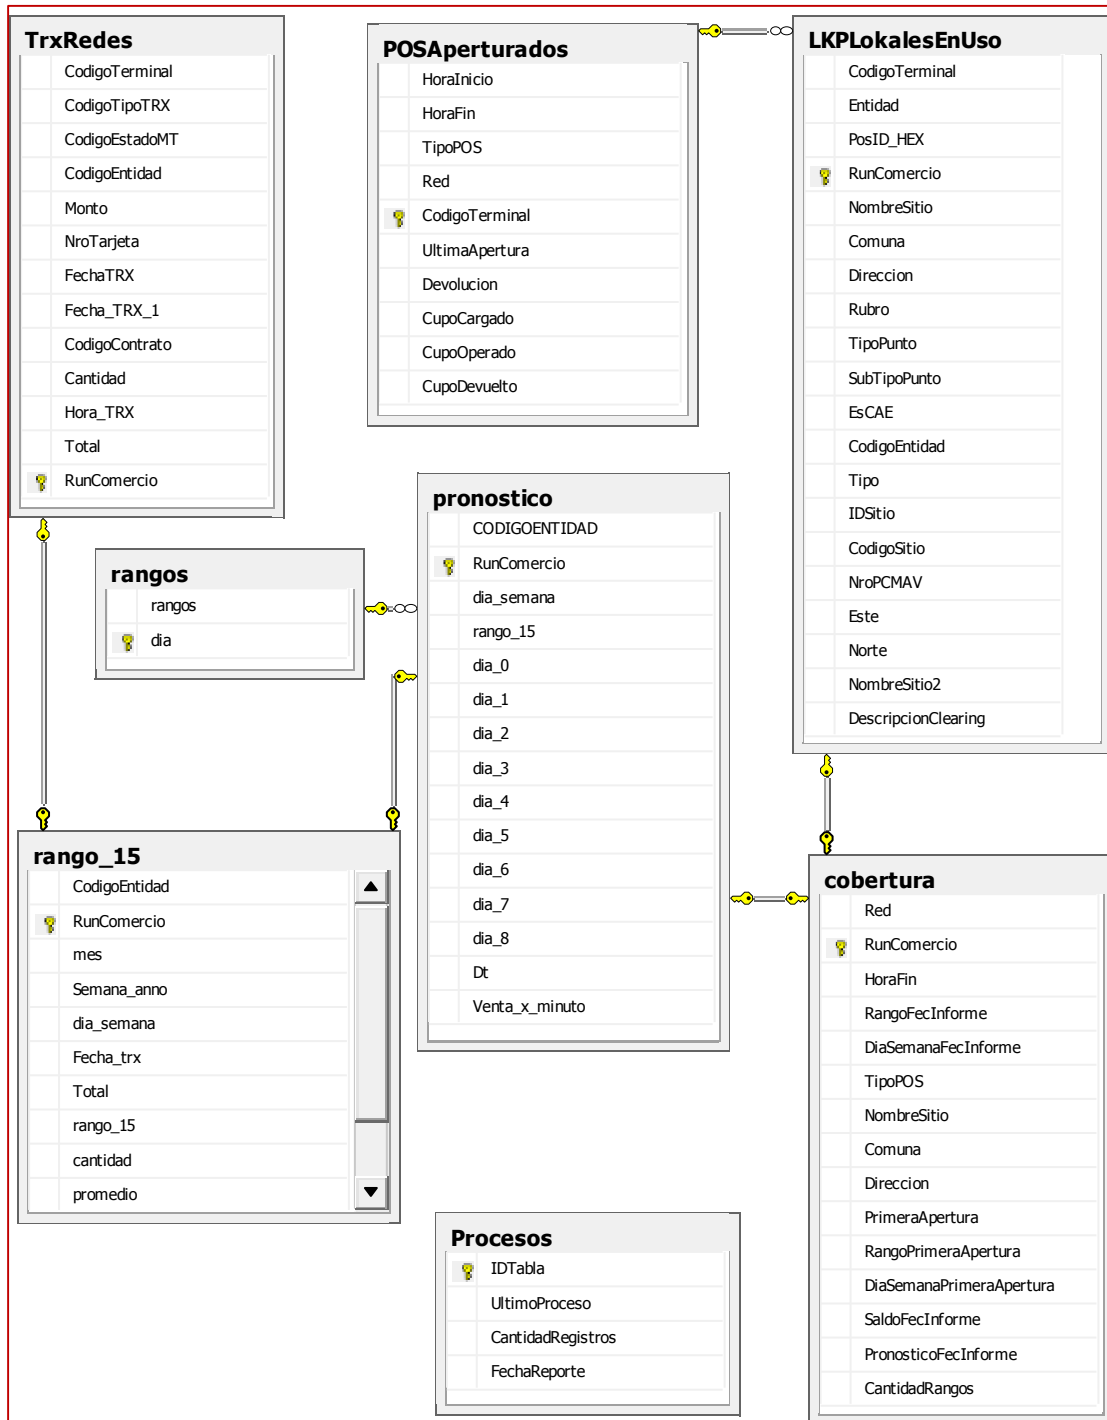 TrxRedes
CodigoTerminal
CodigoTipoTRX
CodigoEstadoMT
CodigoEntidad
Monto
NroTarjeta
FechaTRX
Fecha_TRX_1
CodigoContrato
Cantidad
Hora_TRX
Total
RunComercio
POSAperturados
HoraInicio
HoraFin
TipoPOS
Red
CodigoTerminal
UltimaApertura
Devolucion
CupoCargado
CupoOperado
CupoDevuelto
LKPLokalesEnUso
CodigoTerminal
Entidad
PosID_HEX
RunComercio
NombreSitio
Comuna
Direccion
Rubro
TipoPunto
SubTipoPunto
EsCAE
CodigoEntidad
Tipo
IDSitio
CodigoSitio
NroPCMAV
Este
Norte
NombreSitio2
DescripcionClearing
rangos
rangos
dia
pronostico
CODIGOENTIDAD
RunComercio
dia_semana
rango_15
dia_0
dia_1
dia_2
dia_3
dia_4
dia_5
dia_6
dia_7
dia_8
Dt
Venta_x_minuto
rango_15
CodigoEntidad
RunComercio
mes
Semana_anno
dia_semana
Fecha_trx
Total
rango_15
cantidad
promedio
cobertura
Red
RunComercio
HoraFin
RangoFecInforme
DiaSemanaFecInforme
TipoPOS
NombreSitio
Comuna
Direccion
PrimeraApertura
RangoPrimeraApertura
DiaSemanaPrimeraApertura
SaldoFecInforme
PronosticoFecInforme
CantidadRangos
Procesos
IDTabla
UltimoProceso
CantidadRegistros
FechaReporte